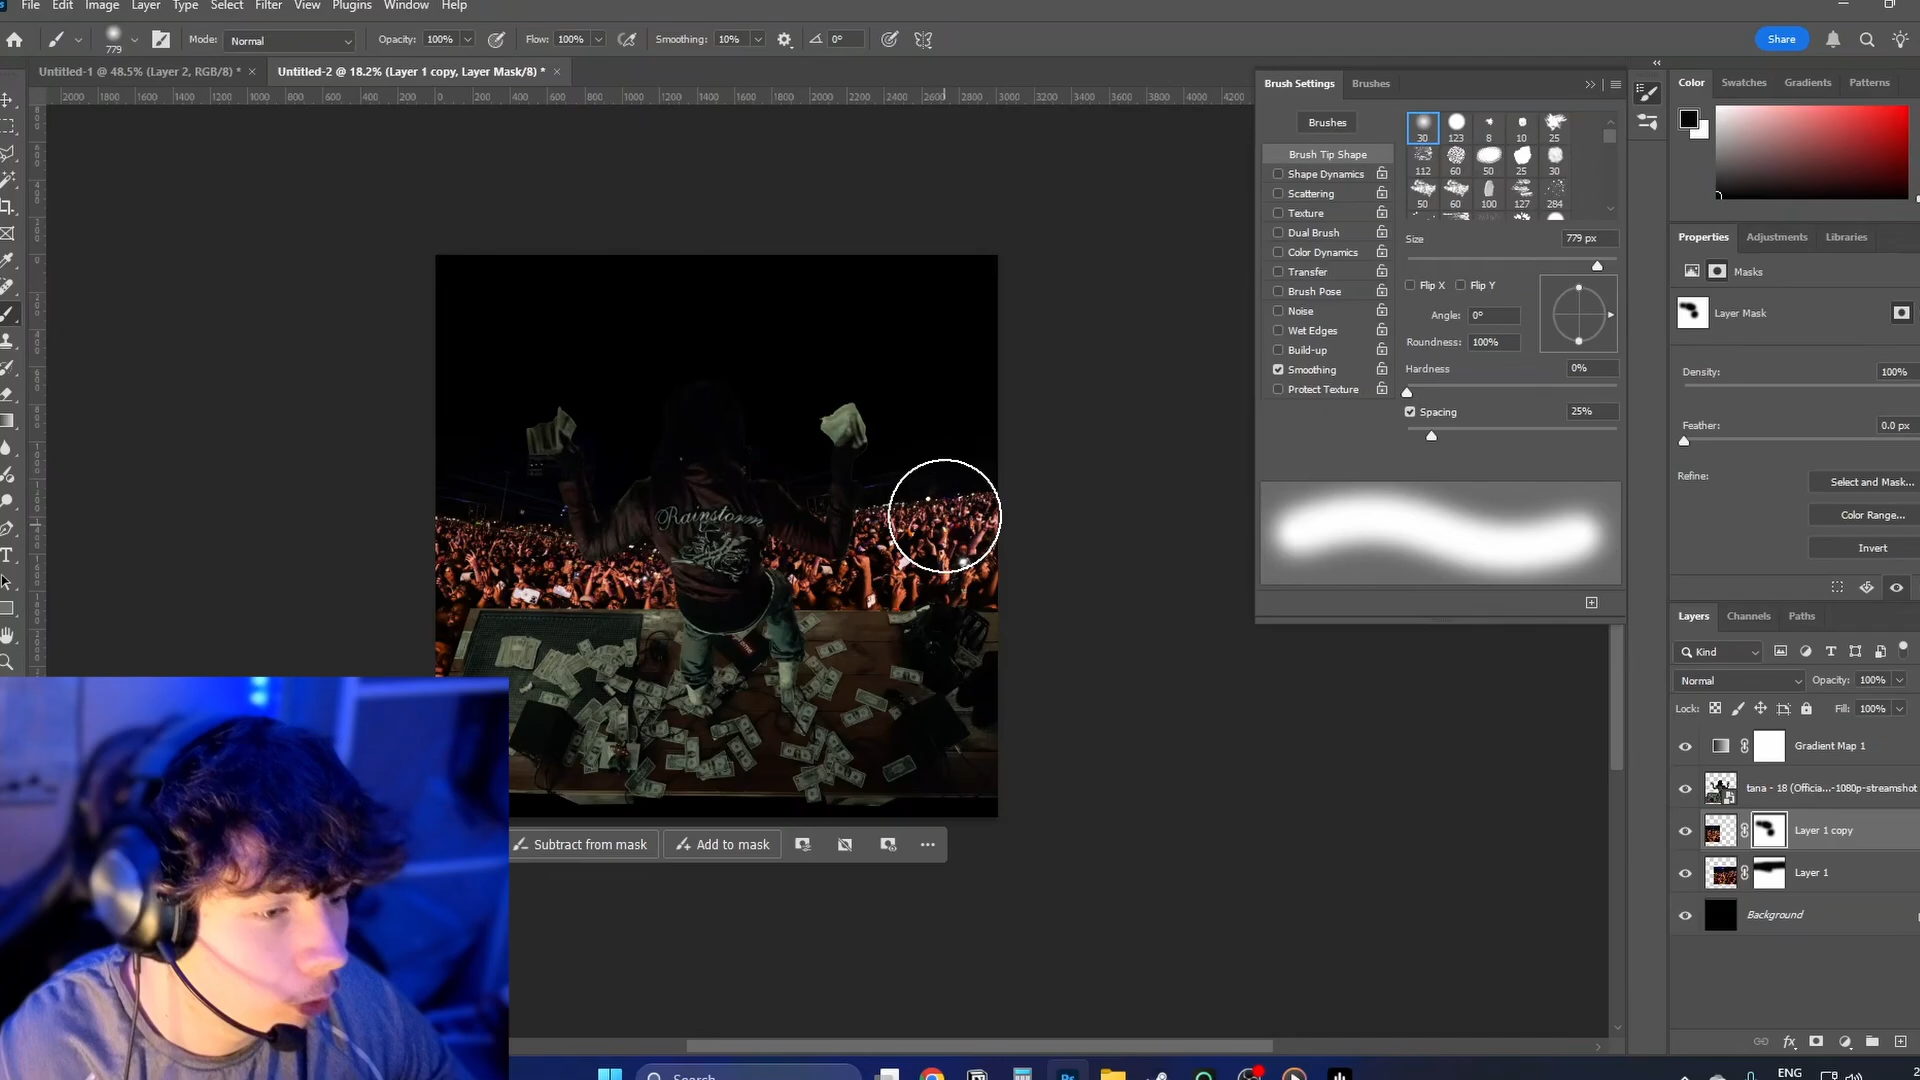 File Edit Image Layer Type Select Filter View Plugins Window Help
779 Mode: Normal Opacity: 100% Flow: 100% Smoothing: 10% 0° Share
Untitled-1 @ 48.5% (Layer 2, RGB/8) * × Untitled-2 @ 18.2% (Layer 1 copy, Layer Mask/8) * ×
2000 1800 1600 1400 1200 1000 800 600 400 200 0 200 400 600 800 1000 1200 1400 1600 1800 2000 2200 2400 2600 2800 3000 3200 3400 3600 3800 4000 4200
Brush Settings Brushes
Brushes
Brush Tip Shape
Shape Dynamics
Scattering
Texture
Dual Brush
Color Dynamics
Transfer
Brush Pose
Noise
Wet Edges
Build-up
Smoothing
Protect Texture
30 123 8 10 25
112 60 50 25 30
50 60 100 127 284
Size 779 px
Flip X Flip Y
Angle: 0°
Roundness: 100%
Hardness 0%
Spacing 25%
Color Swatches Gradients Patterns
Properties Adjustments Libraries
Masks
Layer Mask
Density: 100%
Feather: 0.0 px
Refine: Select and Mask...
Color Range...
Invert
Layers Channels Paths
Kind
Normal Opacity: 100%
Lock: Fill: 100%
Gradient Map 1
tana - 18 (Officia...-1080p-streamshot
Layer 1 copy
Layer 1
Background
Rainstorm
Subtract from mask Add to mask
Search
ENG